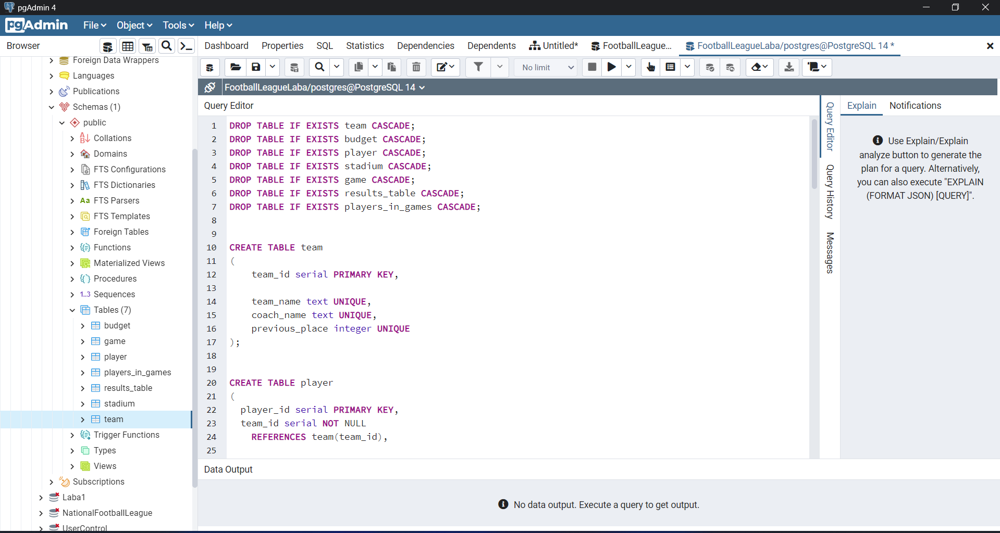 pgAdmin 4
pgAdmin File Object Tools Help
Browser
Dashboard Properties SQL Statistics Dependencies Dependents Untitled* FootballLeague... FootballLeagueLaba/postgres@PostgreSQL 14 *
No limit
FootballLeagueLaba/postgres@PostgreSQL 14
Foreign Data Wrappers
Languages
Publications
Schemas (1)
public
Collations
Domains
FTS Configurations
FTS Dictionaries
Aa FTS Parsers
FTS Templates
Foreign Tables
Functions
Materialized Views
Procedures
1..3 Sequences
Tables (7)
budget
game
player
players_in_games
results_table
stadium
team
Trigger Functions
Types
Views
Subscriptions
Laba1
NationalFootballLeague
UserControl
Query Editor
1 DROP TABLE IF EXISTS team CASCADE;
2 DROP TABLE IF EXISTS budget CASCADE;
3 DROP TABLE IF EXISTS player CASCADE;
4 DROP TABLE IF EXISTS stadium CASCADE;
5 DROP TABLE IF EXISTS game CASCADE;
6 DROP TABLE IF EXISTS results_table CASCADE;
7 DROP TABLE IF EXISTS players_in_games CASCADE;
8
9
10 CREATE TABLE team
11 (
12 team_id serial PRIMARY KEY,
13
14 team_name text UNIQUE,
15 coach_name text UNIQUE,
16 previous_place integer UNIQUE
17 );
18
19
20 CREATE TABLE player
21 (
22 player_id serial PRIMARY KEY,
23 team_id serial NOT NULL
24 REFERENCES team(team_id),
25
Query Editor
Query History
Messages
Explain Notifications
Use Explain/Explain
analyze button to generate the
plan for a query. Alternatively,
you can also execute "EXPLAIN
(FORMAT JSON) [QUERY]".
Data Output
No data output. Execute a query to get output.